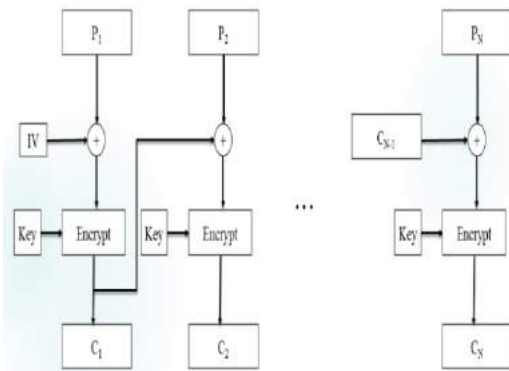 P1 P2 PN
IV + + CN-1 +
...
Key Encrypt Key Encrypt Key Encrypt
C1 C2 CN